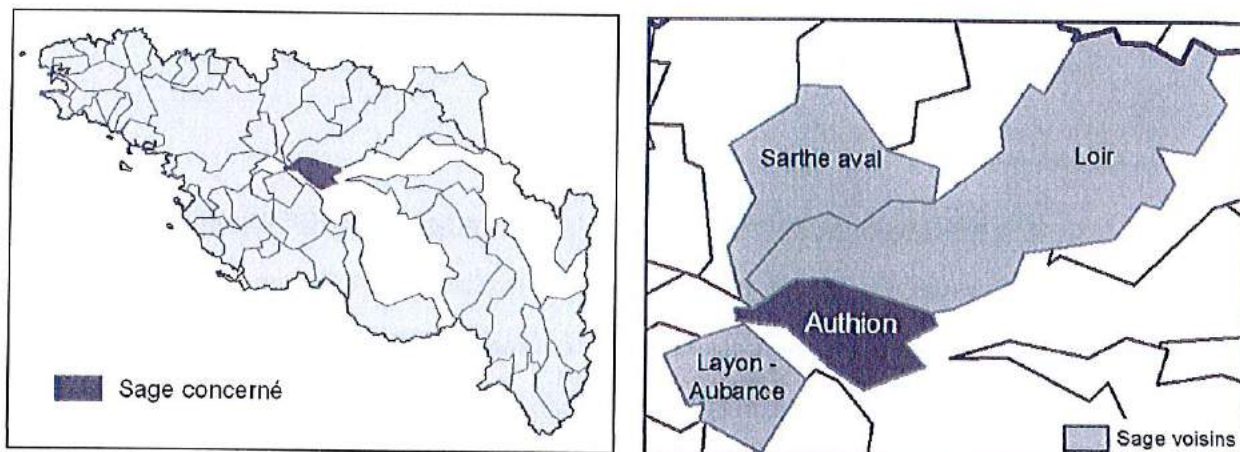 Sage concerné
Sarthe aval
Loir
Authion
Layon -
Aubance
Sage voisins